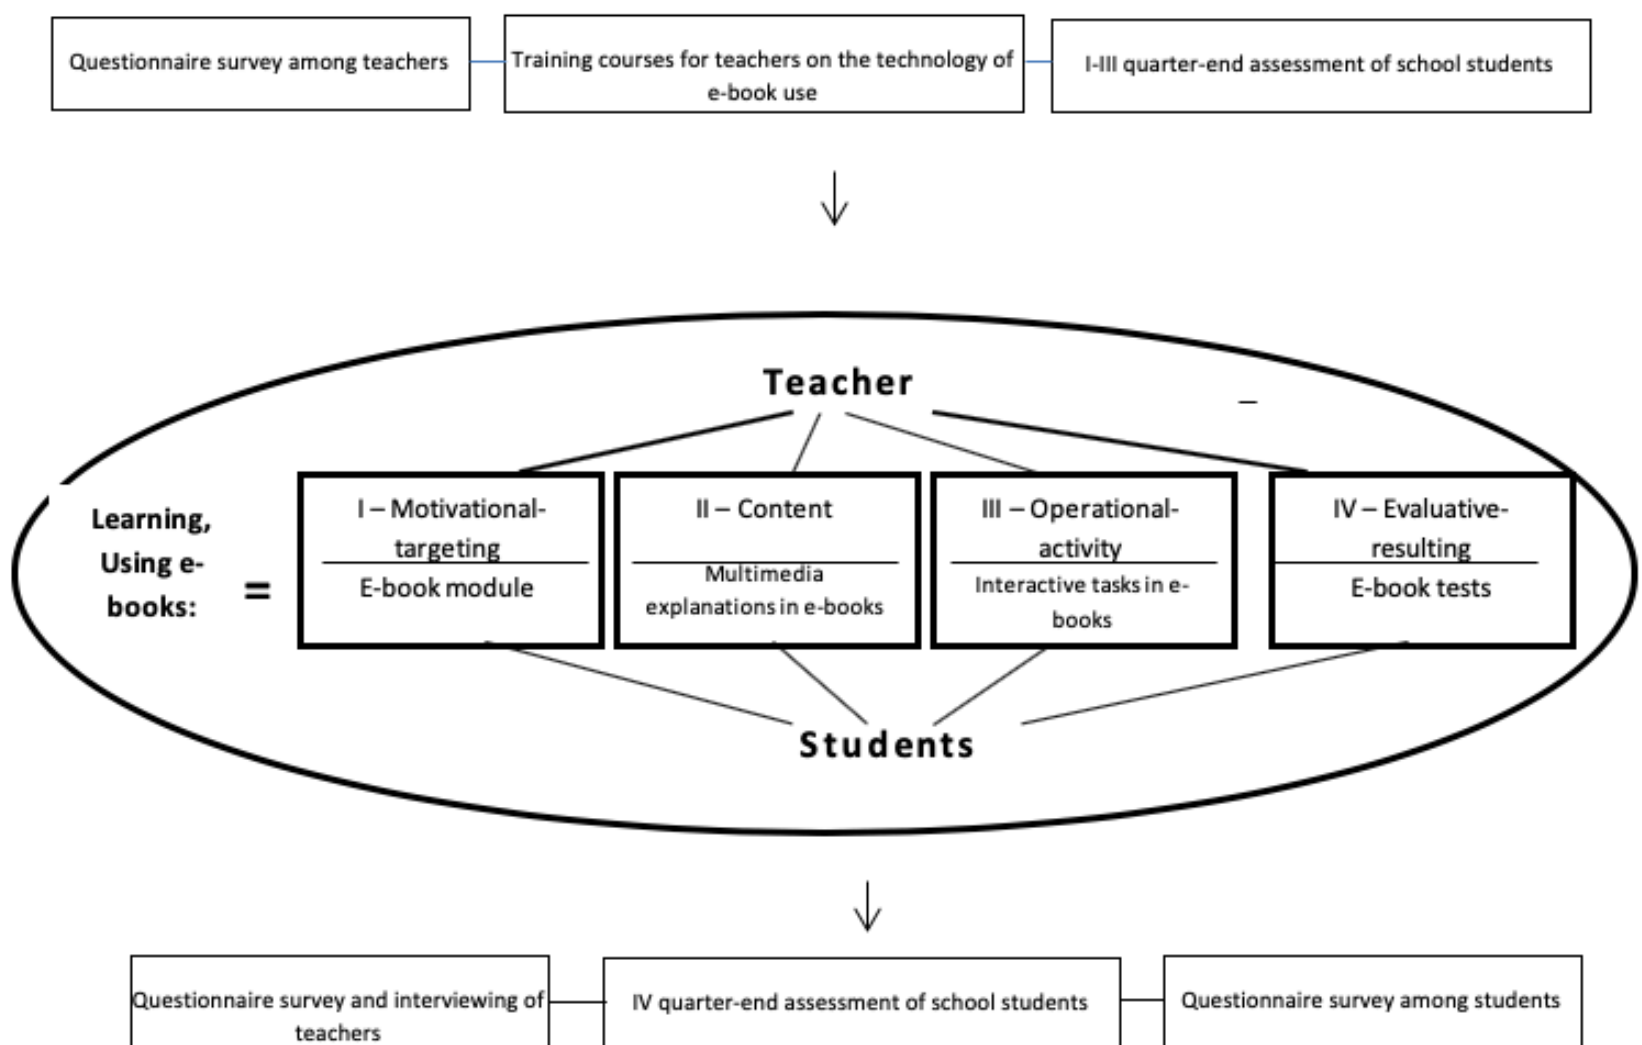 Questionnaire survey among teachers
Training courses for teachers on the technology of
e-book use
I-III quarter-end assessment of school students
Teacher
Learning,
Using e-
books:
=
I – Motivational-
targeting
E-book module
II – Content
Multimedia
explanations in e-books
III – Operational-
activity
Interactive tasks in e-
books
IV – Evaluative-
resulting
E-book tests
Students
Questionnaire survey and interviewing of
teachers
IV quarter-end assessment of school students
Questionnaire survey among students